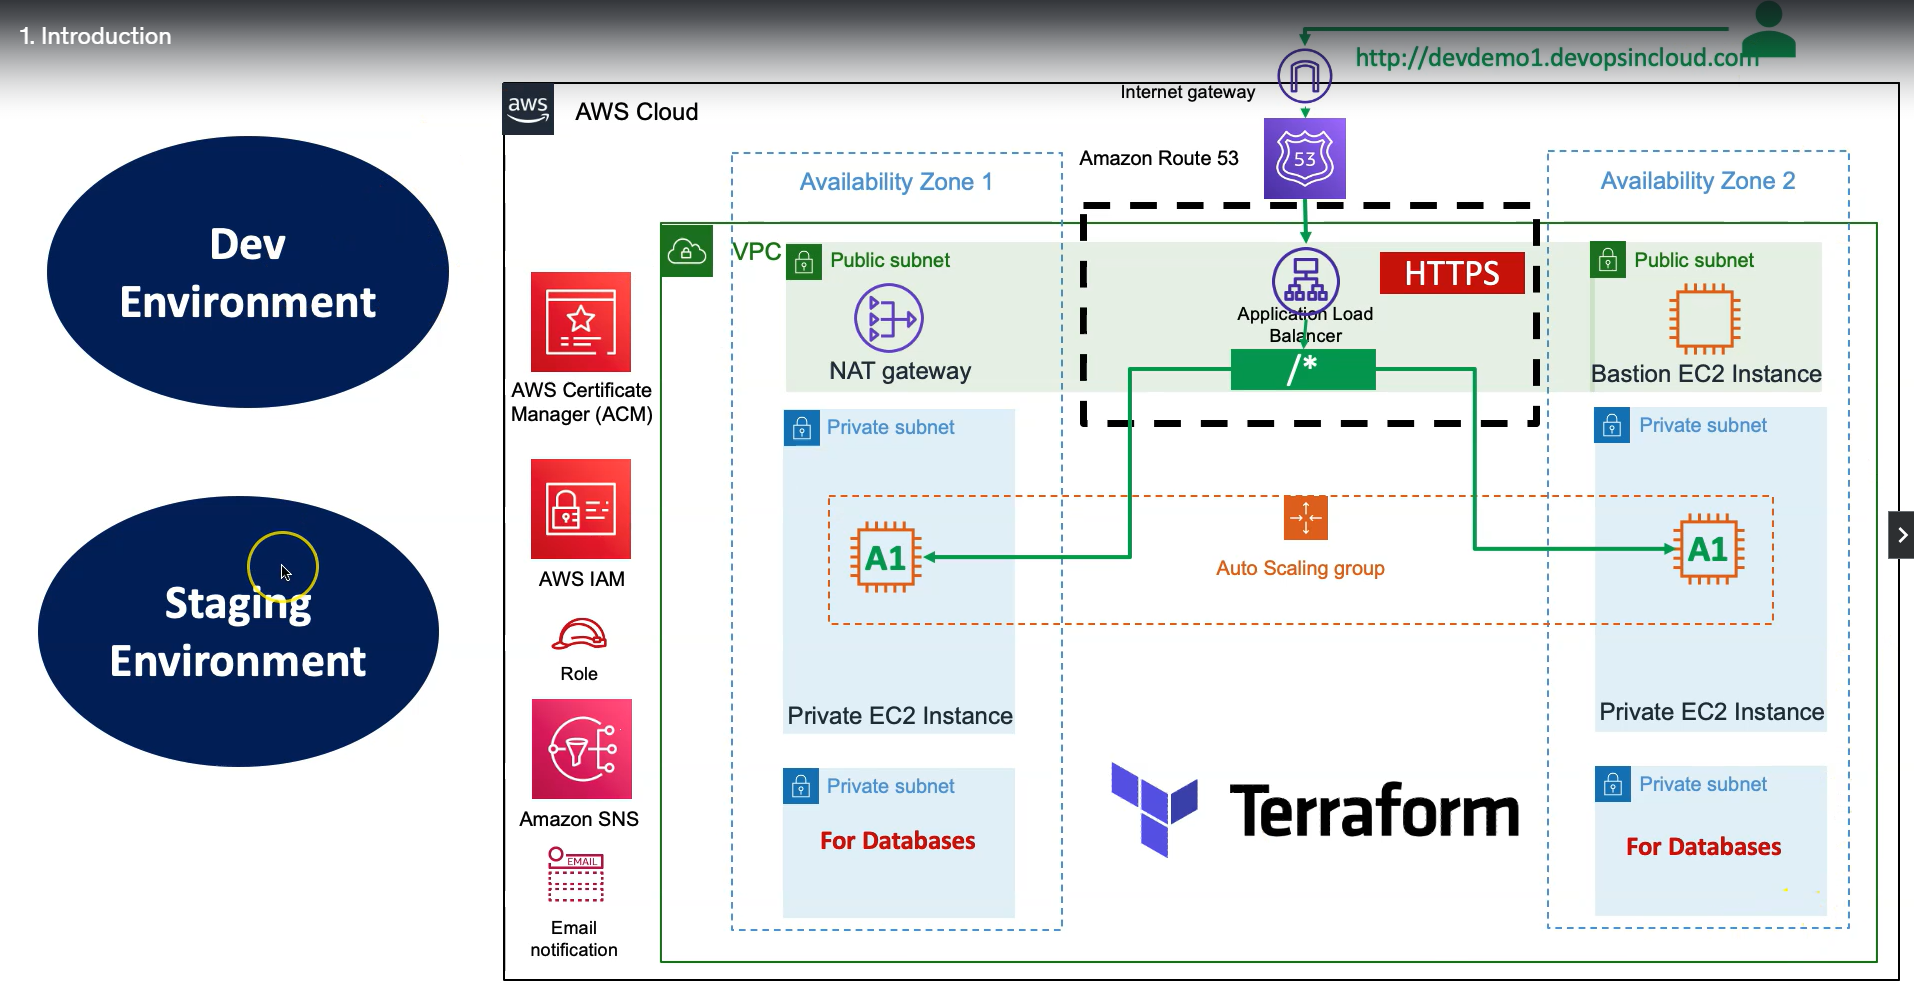 1. Introduction
http://devdemo1.devopsincloud.com
Internet gateway
aws
AWS Cloud
Amazon Route 53
53
Availability Zone 1
Availability Zone 2
Dev
Environment
VPC
Public subnet
HTTPS
Public subnet
Application Load
Balancer
NAT gateway
/*
Bastion EC2 Instance
AWS Certificate
Manager (ACM)
Private subnet
Private subnet
A1
A1
Auto Scaling group
AWS IAM
Staging
Environment
Role
Private EC2 Instance
Private EC2 Instance
Private subnet
Private subnet
Terraform
Amazon SNS
For Databases
For Databases
EMAIL
Email
notification